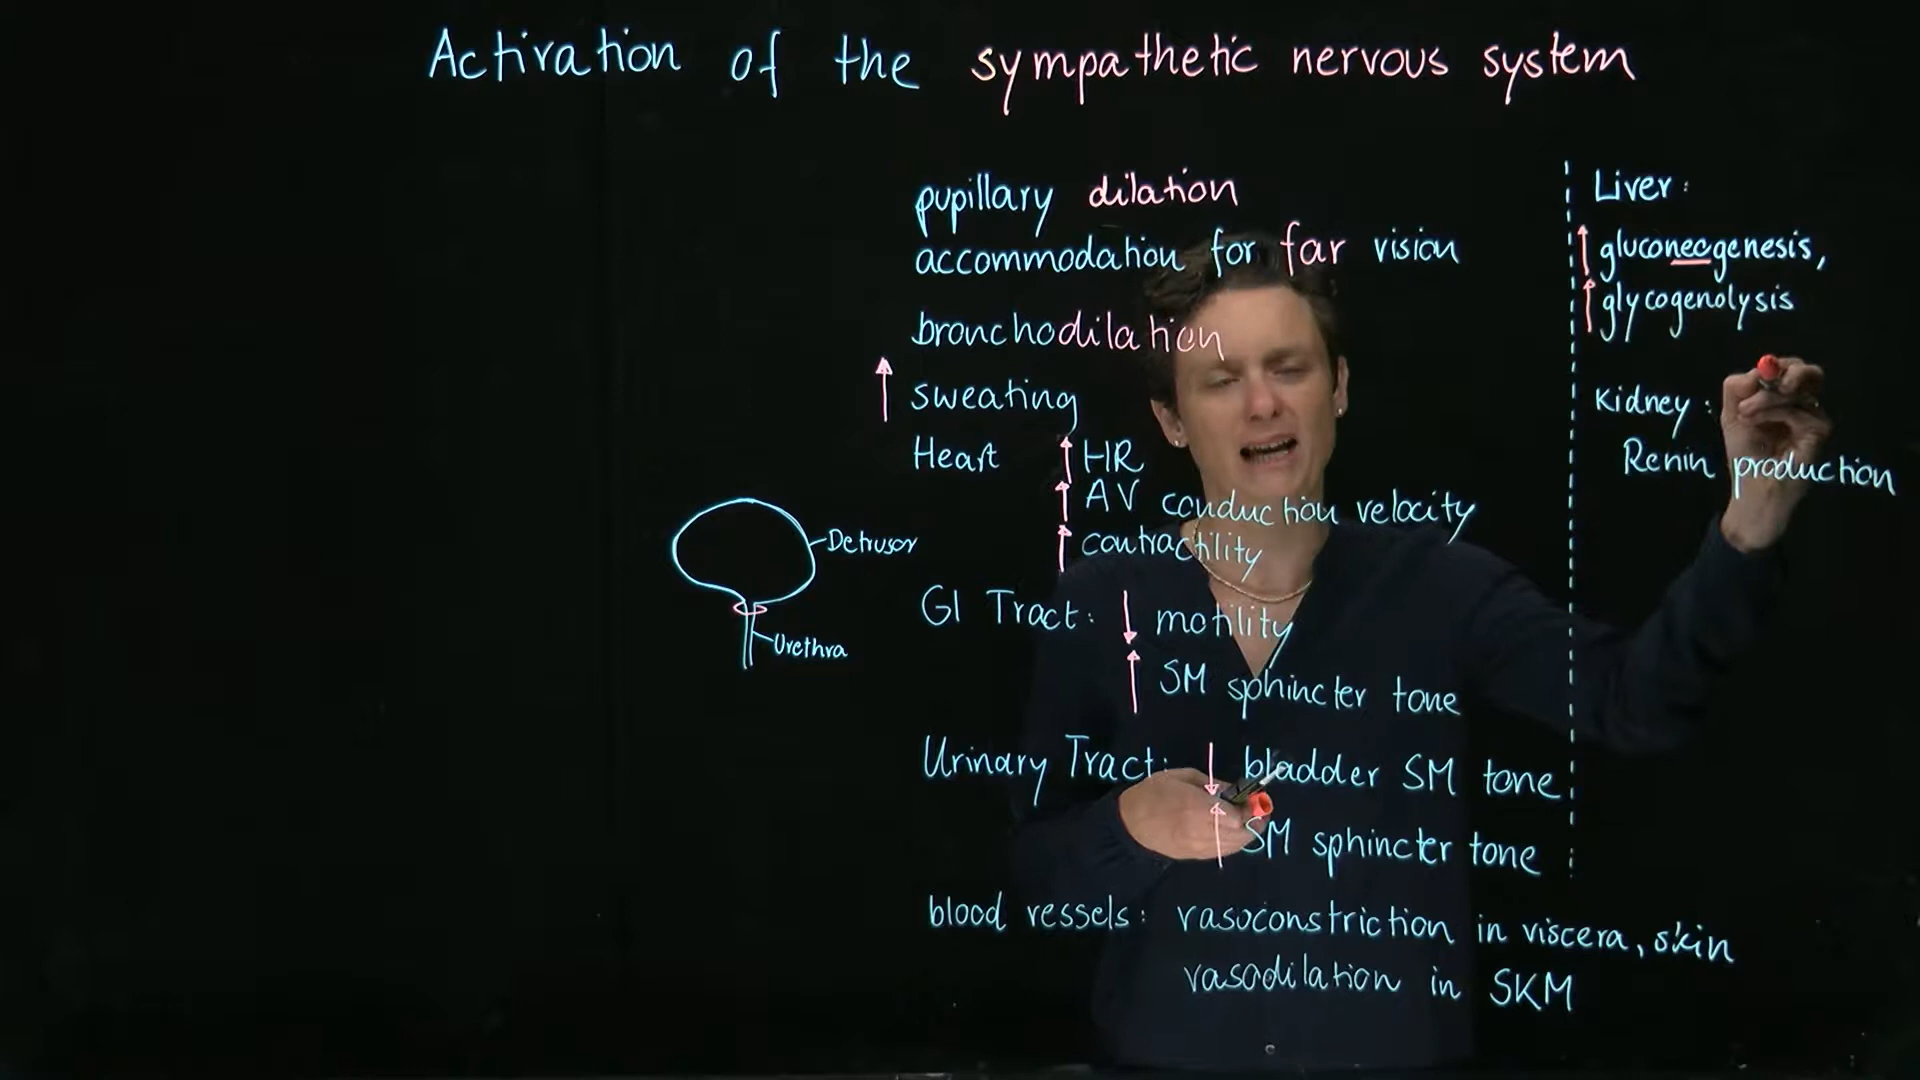 Activation of the sympathetic nervous system
pupillary dilation
accommodation for far vision
bronchodilation
↑ sweating
Heart ↑ HR
↑ AV conduction velocity
↑ contractility
Detrusor
Urethra
GI Tract: ↓ motility
↑ SM sphincter tone
Urinary Tract: ↓ bladder SM tone
↑ SM sphincter tone
blood vessels: vasoconstriction in viscera, skin
vasodilation in SKM
Liver:
↑ gluconeogenesis,
↑ glycogenolysis
Kidney:
Renin production